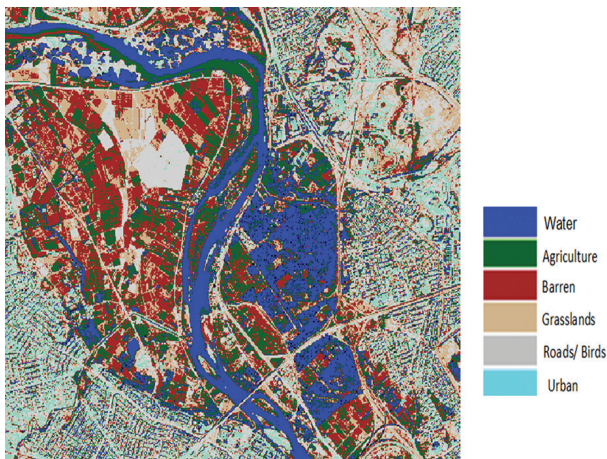 Water
Agriculture
Barren
Grasslands
Roads/ Birds
Urban